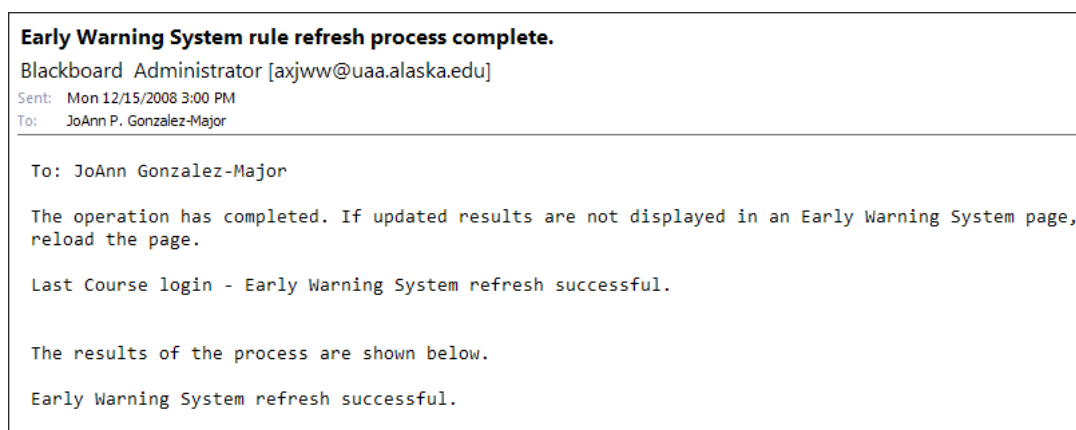 Early Warning System rule refresh process complete.
Blackboard Administrator [axjww@uaa.alaska.edu]
Sent: Mon 12/15/2008 3:00 PM
To: JoAnn P. Gonzalez-Major
To: JoAnn Gonzalez-Major
The operation has completed. If updated results are not displayed in an Early Warning System page,
reload the page.
Last Course login - Early Warning System refresh successful.
The results of the process are shown below.
Early Warning System refresh successful.